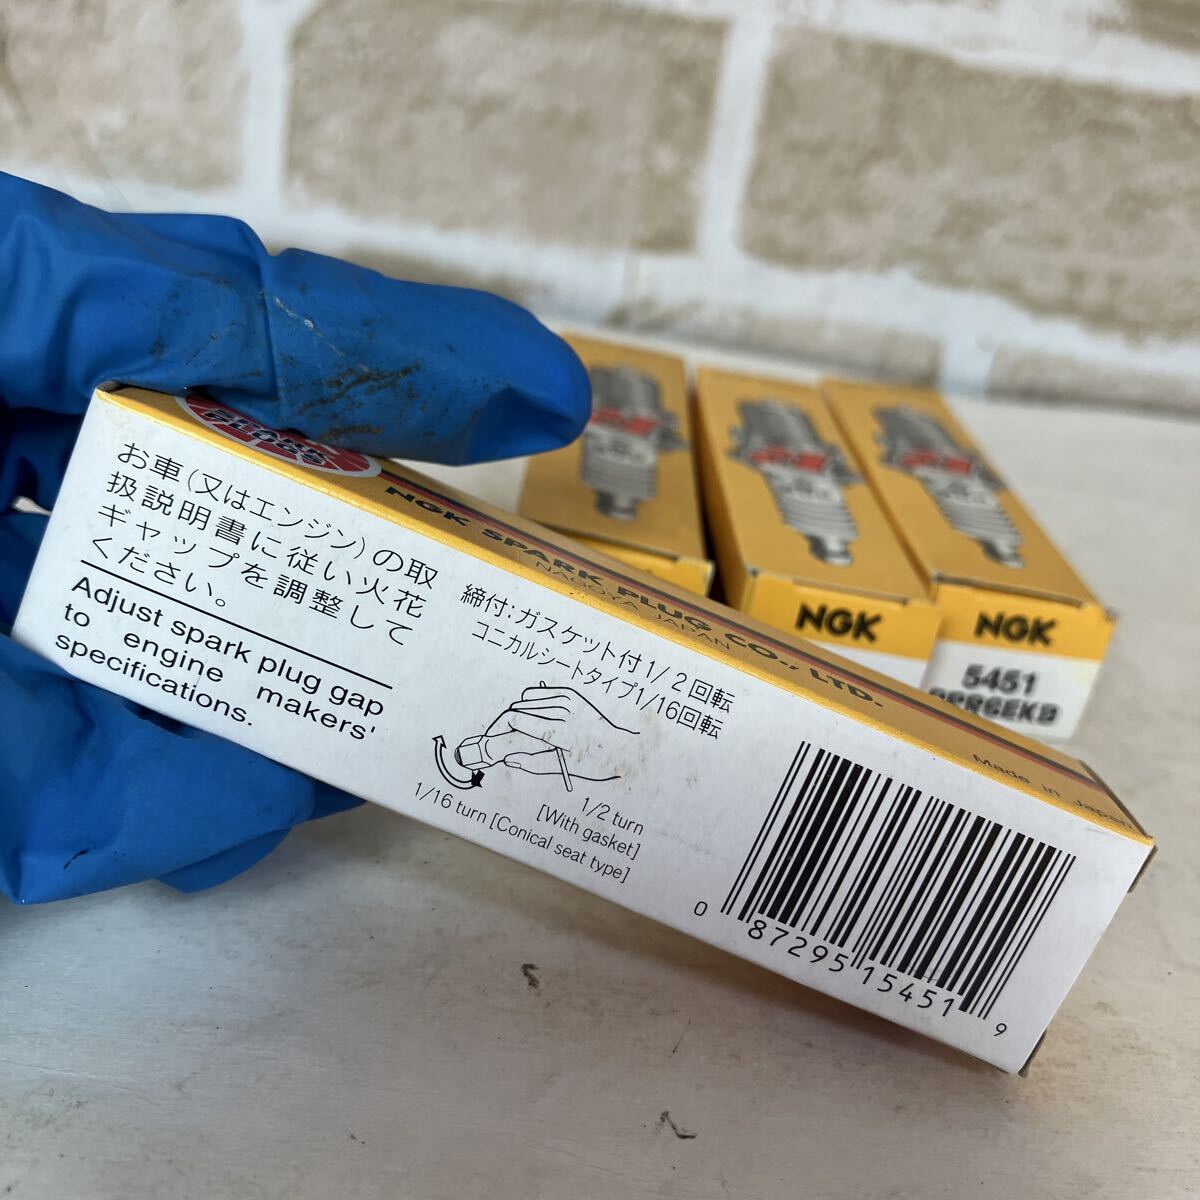 SPARK
PLUGS
NGK SPARK PLUG CO., LTD.
NAGOYA JAPAN
Made in Japan
お車(又はエンジン)の取
扱説明書に従い火花
ギャップを調整して
ください。
Adjust spark plug gap
to engine makers'
specifications.
締付:ガスケット付1/2回転
コニカルシートタイプ1/16回転
1/2 turn
[With gasket]
1/16 turn [Conical seat type]
0 87295 15451 9
NGK
NGK
5451